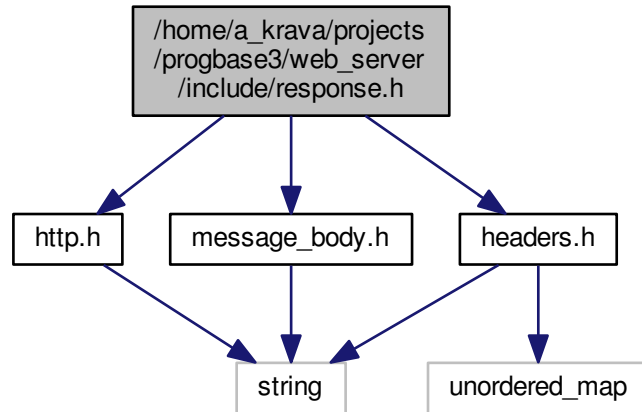 /home/a_krava/projects
/progbase3/web_server
/include/response.h
http.h
message_body.h
headers.h
string
unordered_map